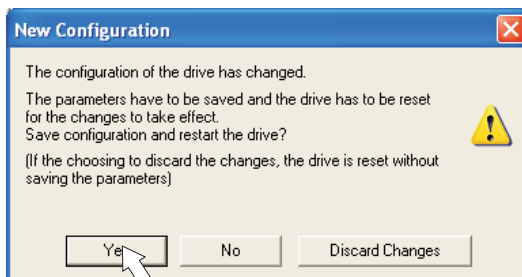 New Configuration
The configuration of the drive has changed.
The parameters have to be saved and the drive has to be reset
for the changes to take effect.
Save configuration and restart the drive?
(If the choosing to discard the changes, the drive is reset without
saving the parameters)
Yes No Discard Changes